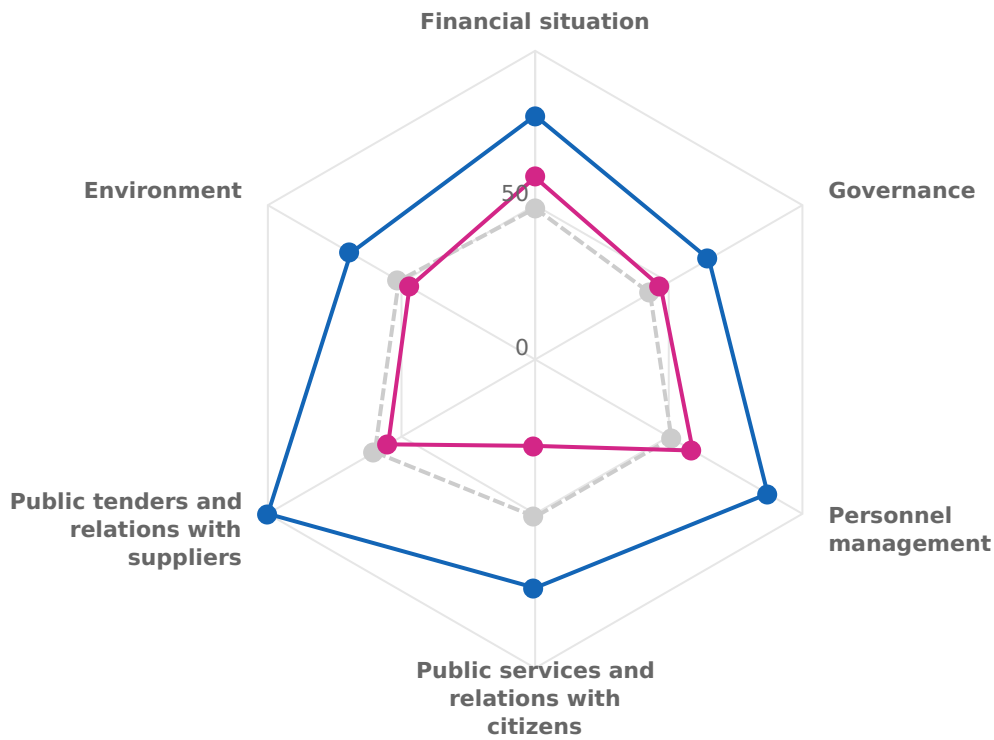 Financial situation
Environment
Governance
50
0
Public tenders and
relations with
suppliers
Personnel
management
Public services and
relations with
citizens